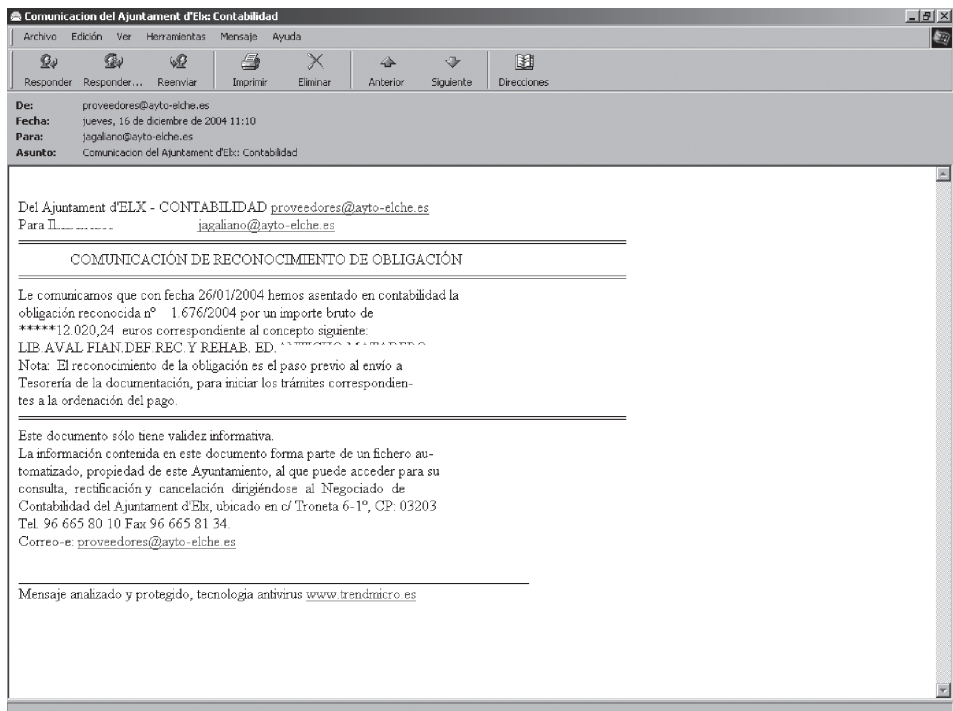 Comunicacion del Ajuntament d'Elx: Contabilidad
Archivo Edición Ver Herramientas Mensaje Ayuda
Responder Responder... Reenviar Imprimir Eliminar Anterior Siguiente Direcciones
De: proveedores@ayto-elche.es
Fecha: jueves, 16 de diciembre de 2004 11:10
Para: jagaliano@ayto-elche.es
Asunto: Comunicacion del Ajuntament d'Elx: Contabilidad
Del Ajuntament d'ELX - CONTABILIDAD proveedores@ayto-elche.es
Para jagaliano@ayto-elche.es
COMUNICACIÓN DE RECONOCIMIENTO DE OBLIGACIÓN
Le comunicamos que con fecha 26/01/2004 hemos asentado en contabilidad la
obligación reconocida nº 1.676/2004 por un importe bruto de
*****12.020,24 euros correspondiente al concepto siguiente:
LIB.AVAL FIAN.DEF.REC.Y REHAB. ED.
Nota: El reconocimiento de la obligación es el paso previo al envío a
Tesorería de la documentación, para iniciar los trámites correspondien-
tes a la ordenación del pago.
Este documento sólo tiene validez informativa.
La información contenida en este documento forma parte de un fichero au-
tomatizado, propiedad de este Ayuntamiento, al que puede acceder para su
consulta, rectificación y cancelación dirigiéndose al Negociado de
Contabilidad del Ajuntament d'Elx, ubicado en c/ Troneta 6-1º, CP: 03203
Tel. 96 665 80 10 Fax 96 665 81 34.
Correo-e: proveedores@ayto-elche.es
Mensaje analizado y protegido, tecnologia antivirus www.trendmicro.es